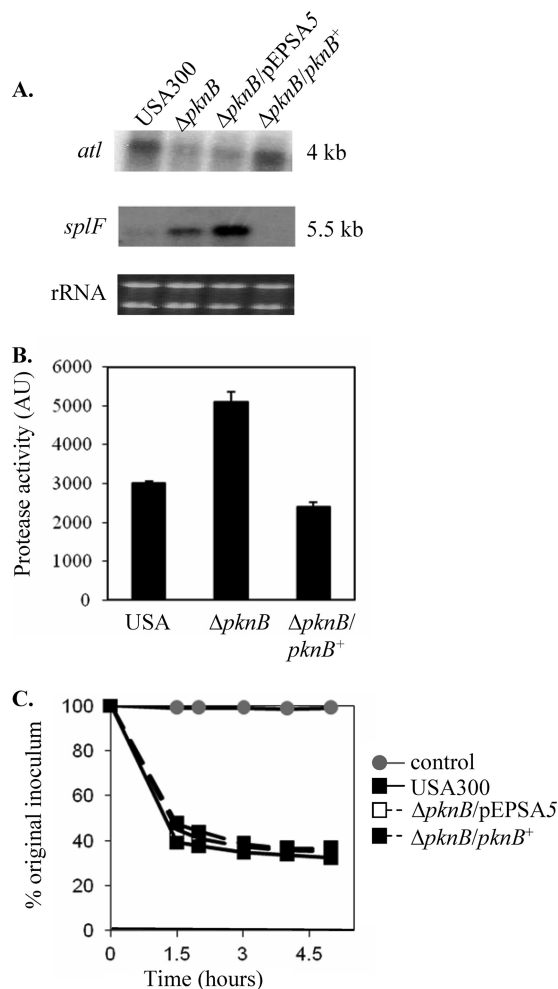 A.
USA300
ΔpknB
ΔpknB/pEPSA5
ΔpknB/pknB⁺
atl
4 kb
splF
5.5 kb
rRNA
B.
Protease activity (AU)
6000
5000
4000
3000
2000
1000
0
USA
ΔpknB
ΔpknB/
pknB⁺
C.
% original inoculum
100
80
60
40
20
0
0
1.5
3
4.5
Time (hours)
control
USA300
ΔpknB/pEPSA5
ΔpknB/pknB⁺